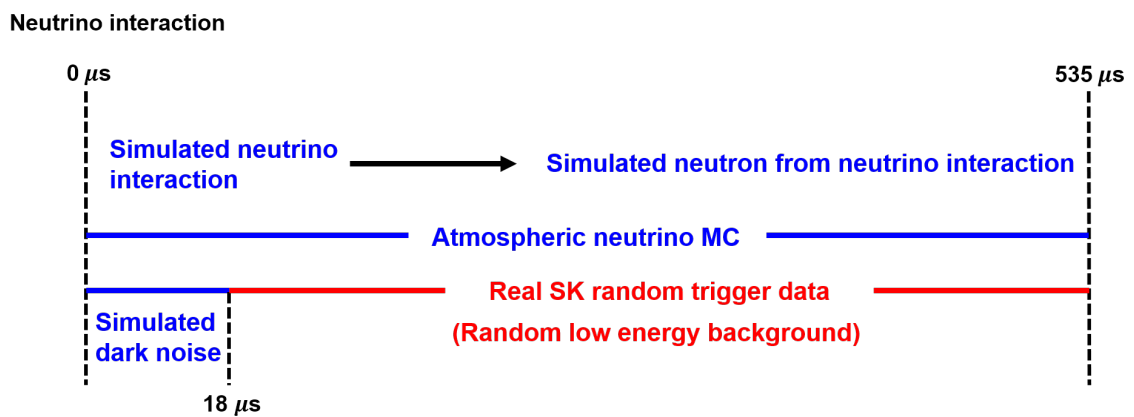 Neutrino interaction
0 μs
535 μs
Simulated neutrino
interaction
Simulated neutron from neutrino interaction
Atmospheric neutrino MC
Real SK random trigger data
(Random low energy background)
Simulated
dark noise
18 μs